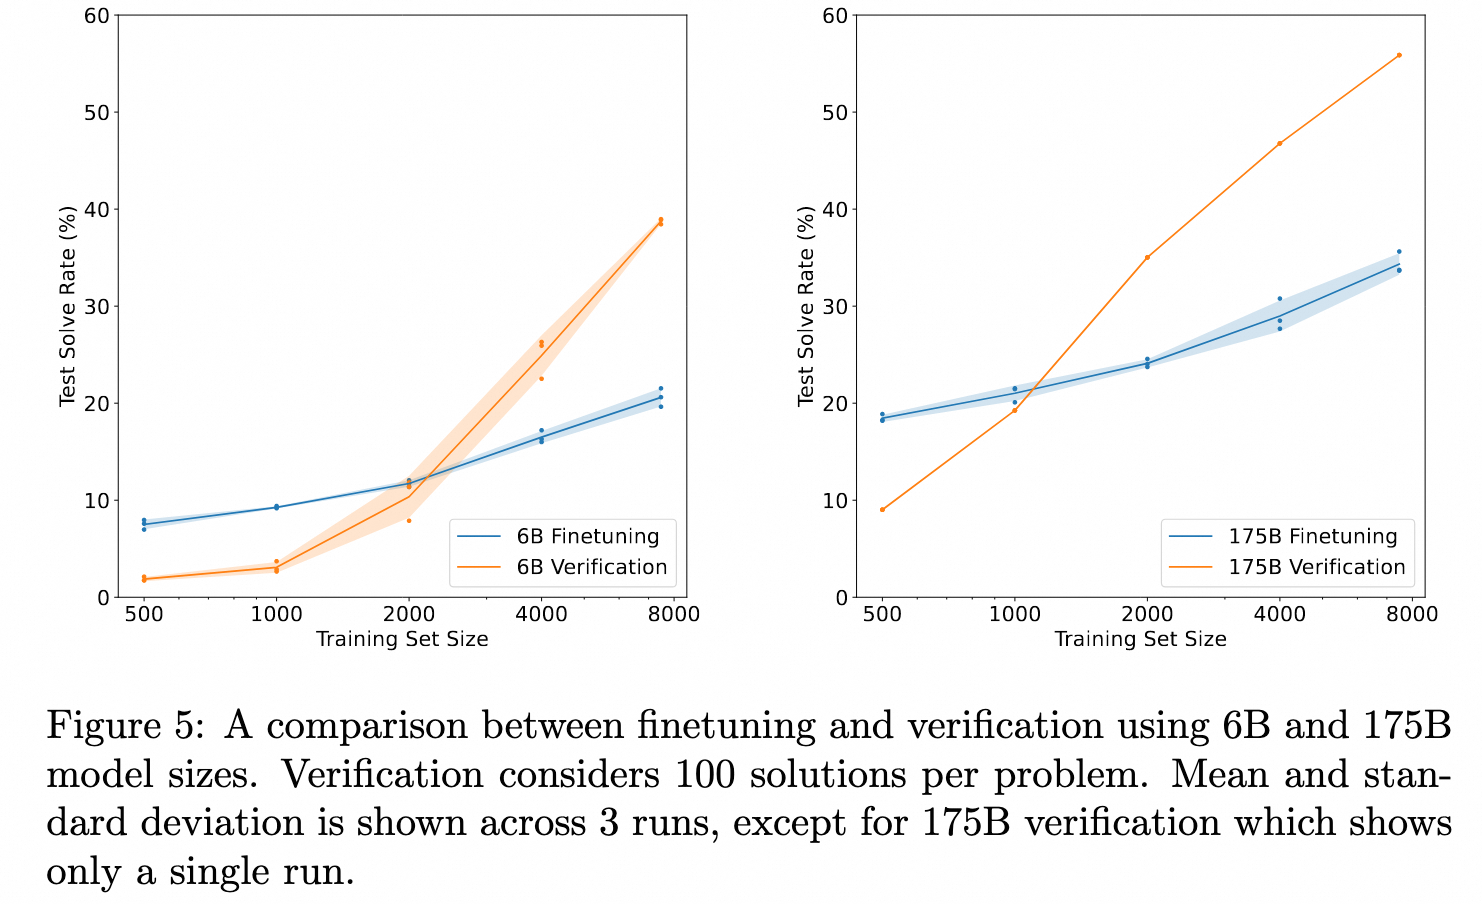 60
50
40
30
20
10
0
Test Solve Rate (%)
500 1000 2000 4000 8000
Training Set Size
6B Finetuning
6B Verification
60
50
40
30
20
10
0
Test Solve Rate (%)
500 1000 2000 4000 8000
Training Set Size
175B Finetuning
175B Verification
Figure 5: A comparison between finetuning and verification using 6B and 175B
model sizes. Verification considers 100 solutions per problem. Mean and stan-
dard deviation is shown across 3 runs, except for 175B verification which shows
only a single run.